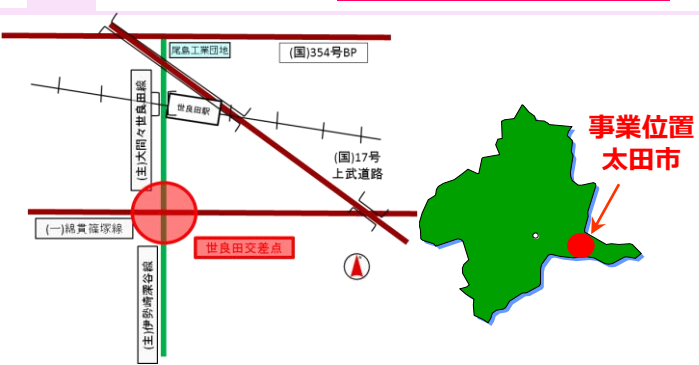 尾島工業団地
(国)354号BP
(主)大間々世良田線
世良田駅
(国)17号
上武道路
(一)綿貫篠塚線
世良田交差点
(主)伊勢崎深谷線
事業位置
太田市